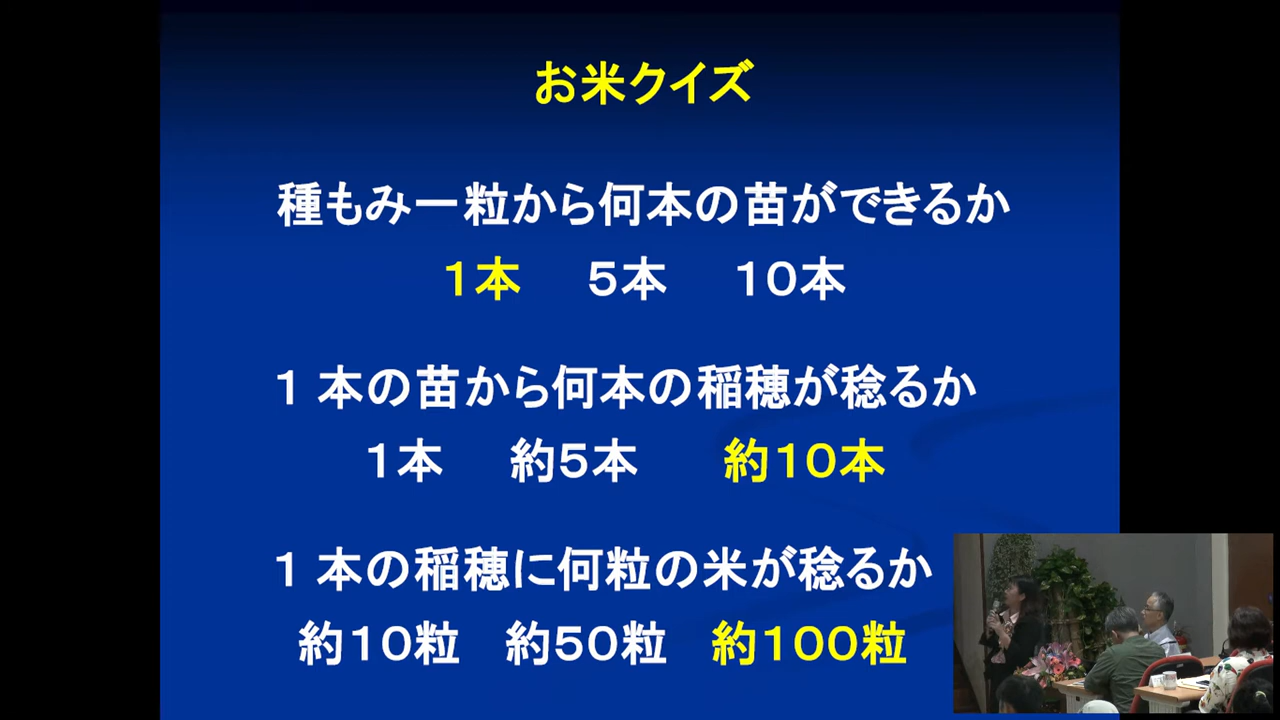 お米クイズ
種もみ一粒から何本の苗ができるか
１本　５本　１０本
１本の苗から何本の稲穂が稔るか
１本　約５本　約１０本
１本の稲穂に何粒の米が稔るか
約１０粒　約５０粒　約１００粒